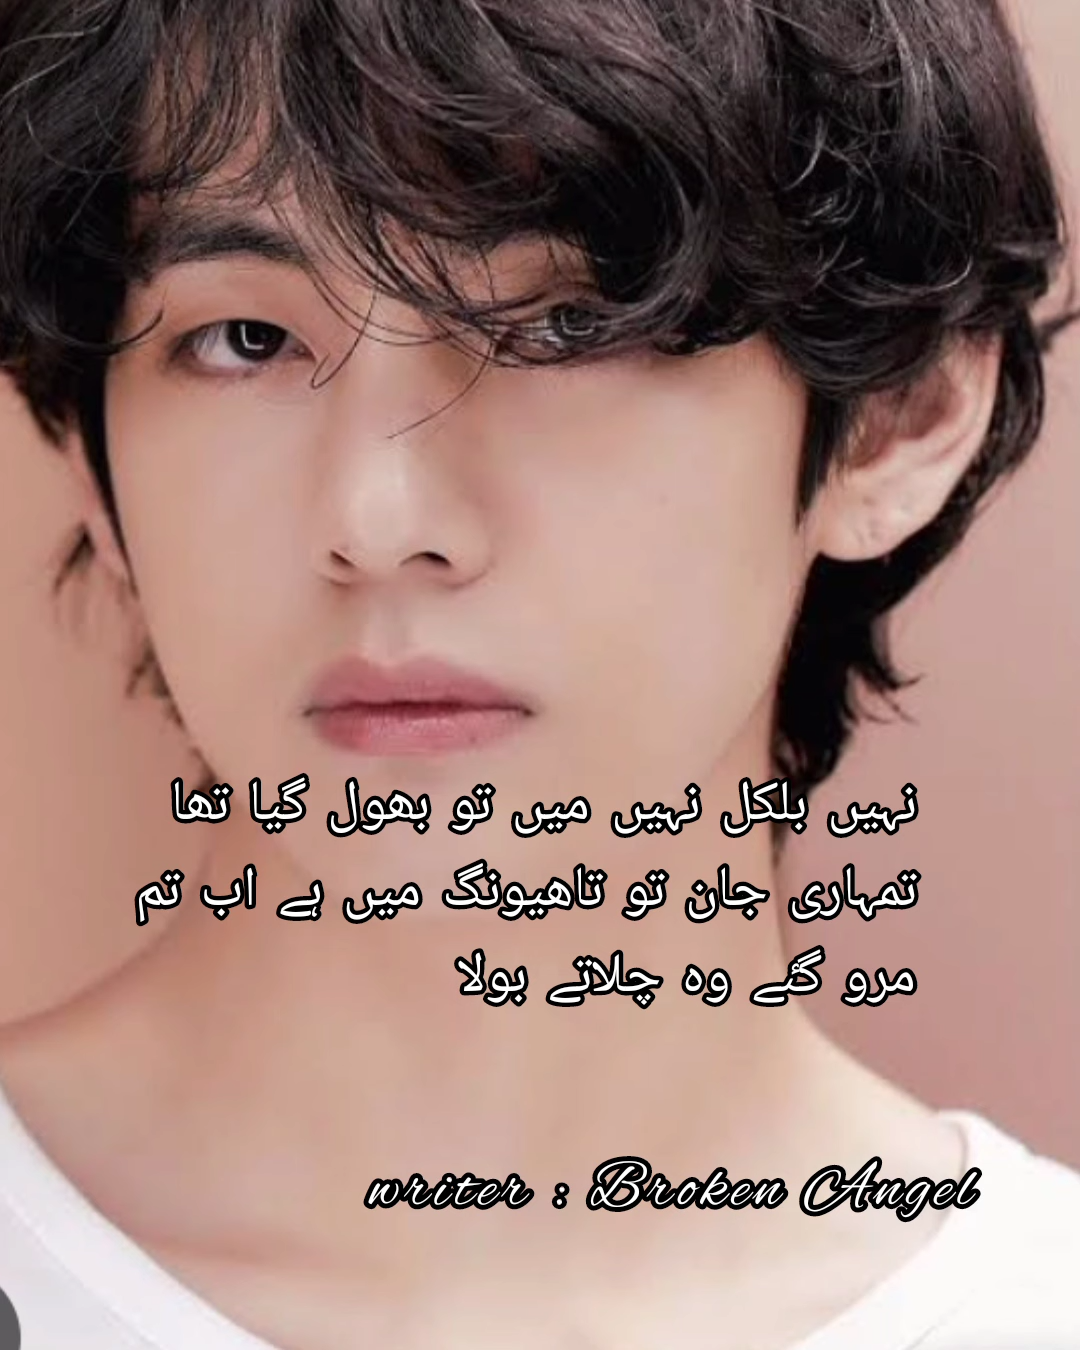 نہیں بلکل نہیں میں تو بھول گیا تھا
تمہاری جان تو تاھیونگ میں ہے اب تم
مرو گئے وہ چلاتے بولا
writer : Broken Angel